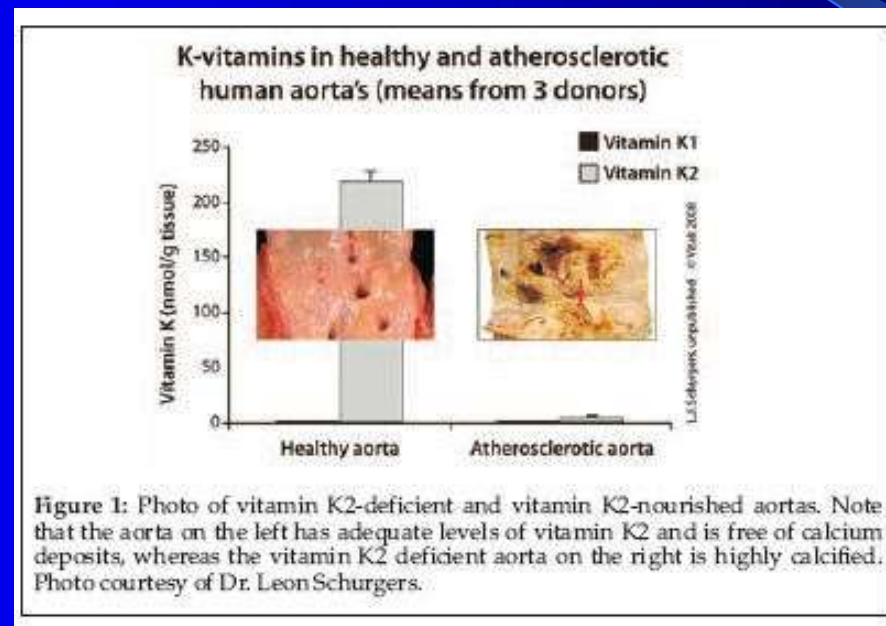 K-vitamins in healthy and atherosclerotic
human aorta's (means from 3 donors)
250
200
150
100
50
0
Vitamin K (nmol/g tissue)
Vitamin K1
Vitamin K2
Healthy aorta
Atherosclerotic aorta
L.J. Schurgers, unpublished © VitaK 2008
Figure 1: Photo of vitamin K2-deficient and vitamin K2-nourished aortas. Note
that the aorta on the left has adequate levels of vitamin K2 and is free of calcium
deposits, whereas the vitamin K2 deficient aorta on the right is highly calcified.
Photo courtesy of Dr. Leon Schurgers.